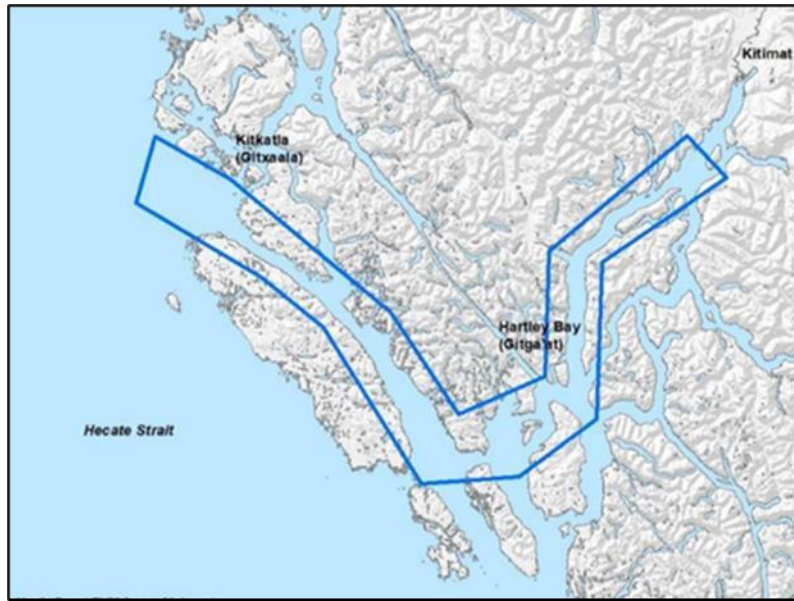 Kitimat
Kitkatla
(Gitxaala)
Hartley Bay
(Gitga'at)
Hecate Strait